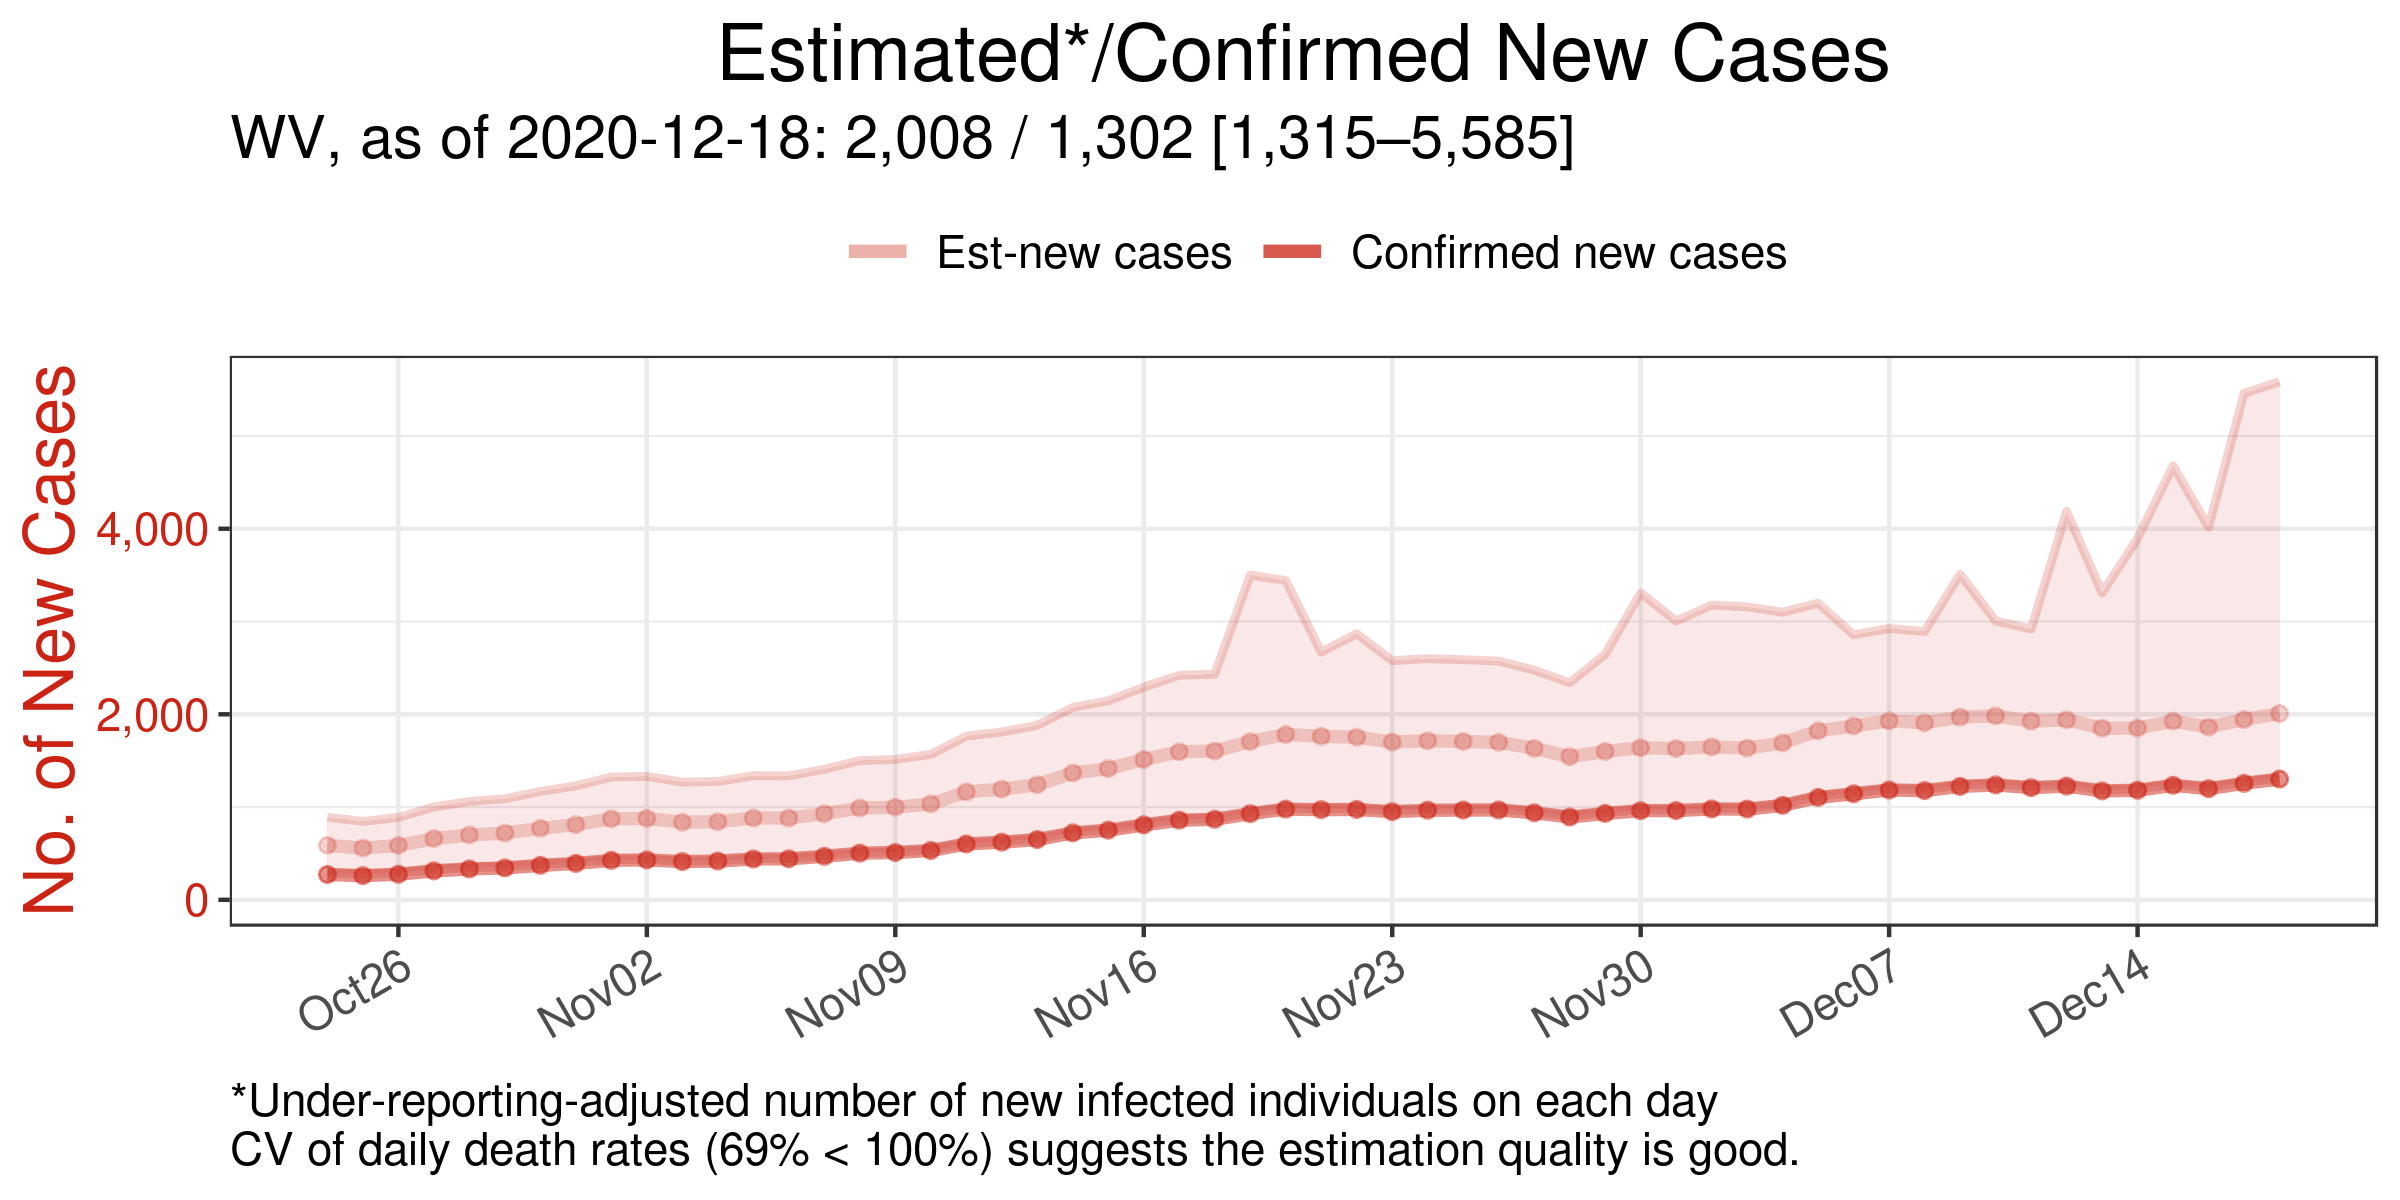 Estimated*/Confirmed New Cases
WV, as of 2020-12-18: 2,008 / 1,302 [1,315–5,585]
Est-new cases Confirmed new cases
No. of New Cases
4,000
2,000
0
Oct26 Nov02 Nov09 Nov16 Nov23 Nov30 Dec07 Dec14
*Under-reporting-adjusted number of new infected individuals on each day
CV of daily death rates (69% < 100%) suggests the estimation quality is good.